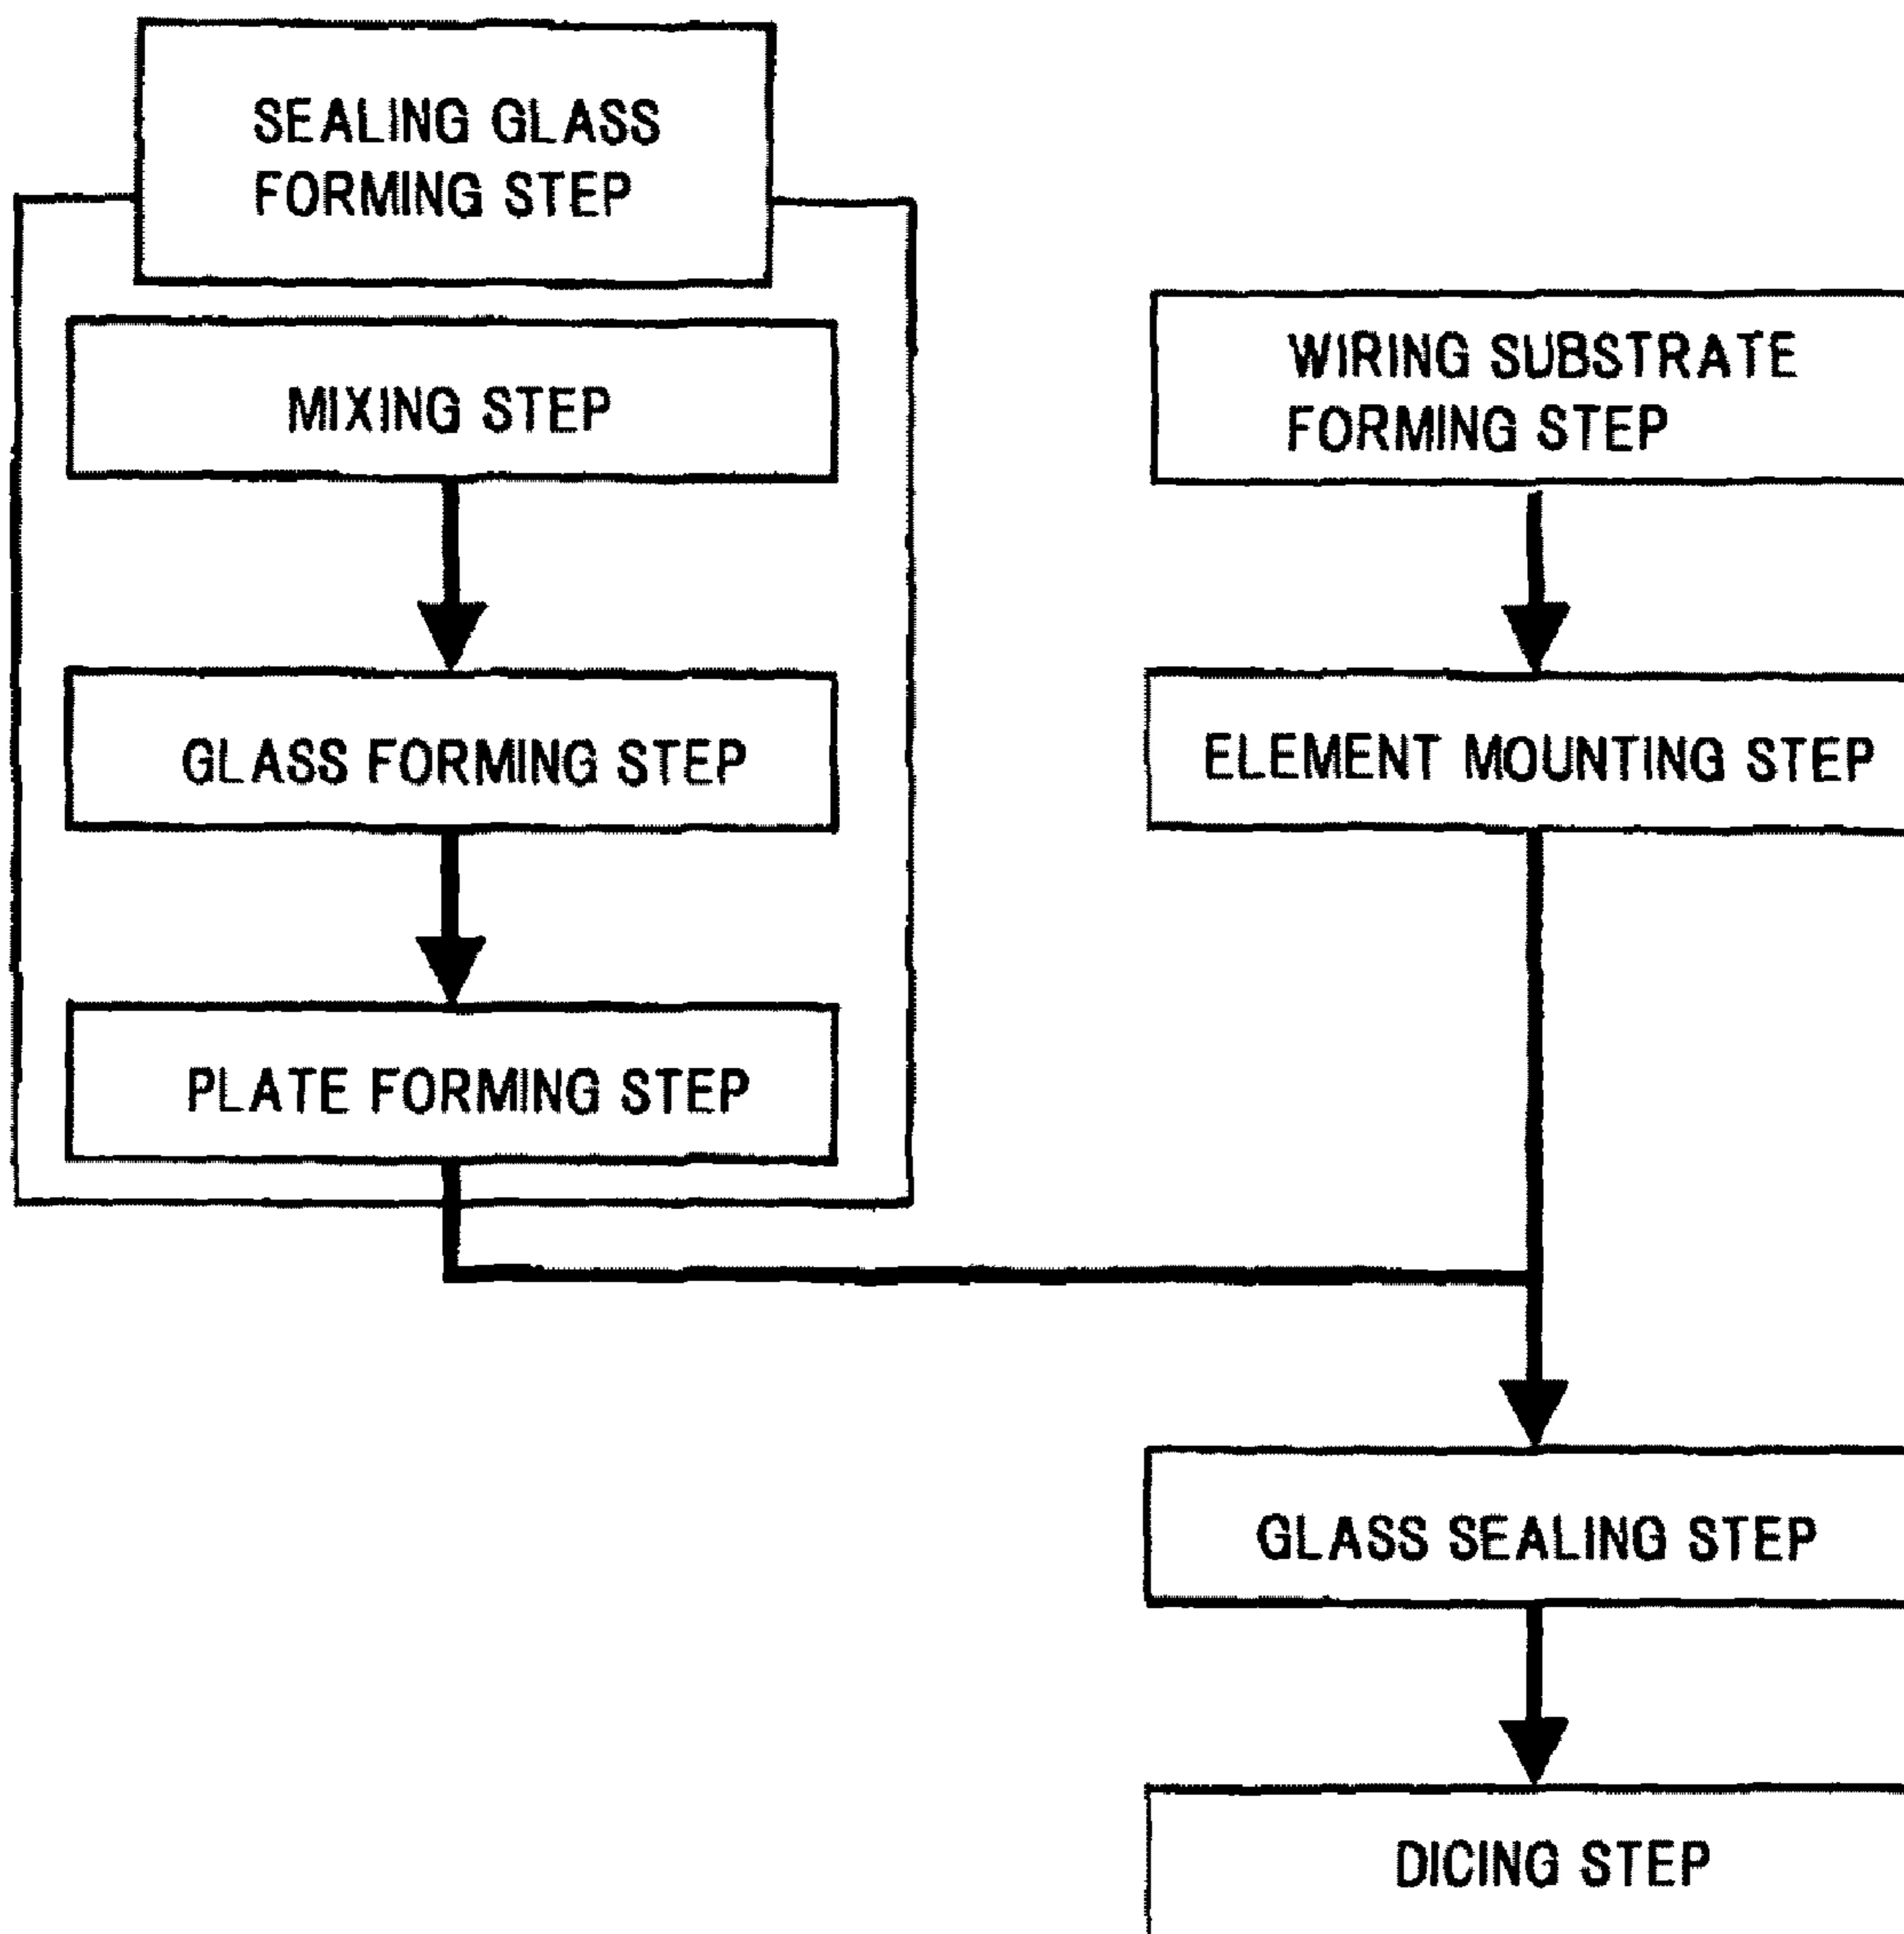 SEALING GLASS
FORMING STEP
MIXING STEP
GLASS FORMING STEP
PLATE FORMING STEP
WIRING SUBSTRATE
FORMING STEP
ELEMENT MOUNTING STEP
GLASS SEALING STEP
DICING STEP